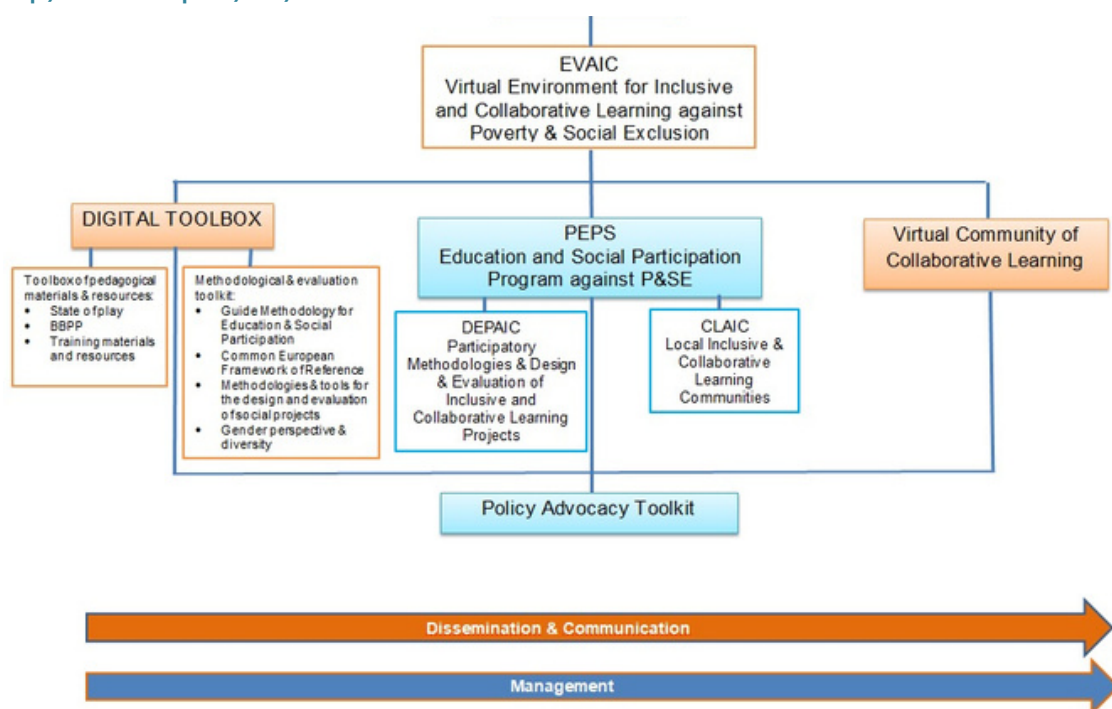 EVAIC
Virtual Environment for Inclusive
and Collaborative Learning against
Poverty & Social Exclusion
DIGITAL TOOLBOX
Toolbox of pedagogical
materials & resources:
• State of play
• BBPP
• Training materials
and resources
Methodological & evaluation
toolkit:
• Guide Methodology for
Education & Social
Participation
• Common European
Framework of Reference
• Methodologies & tools for
the design and evaluation
of social projects
• Gender perspective &
diversity
PEPS
Education and Social Participation
Program against P&SE
DEPAIC
Participatory
Methodologies & Design
& Evaluation of
Inclusive and
Collaborative Learning
Projects
CLAIC
Local Inclusive &
Collaborative
Learning
Communities
Virtual Community of
Collaborative Learning
Policy Advocacy Toolkit
Dissemination & Communication
Management